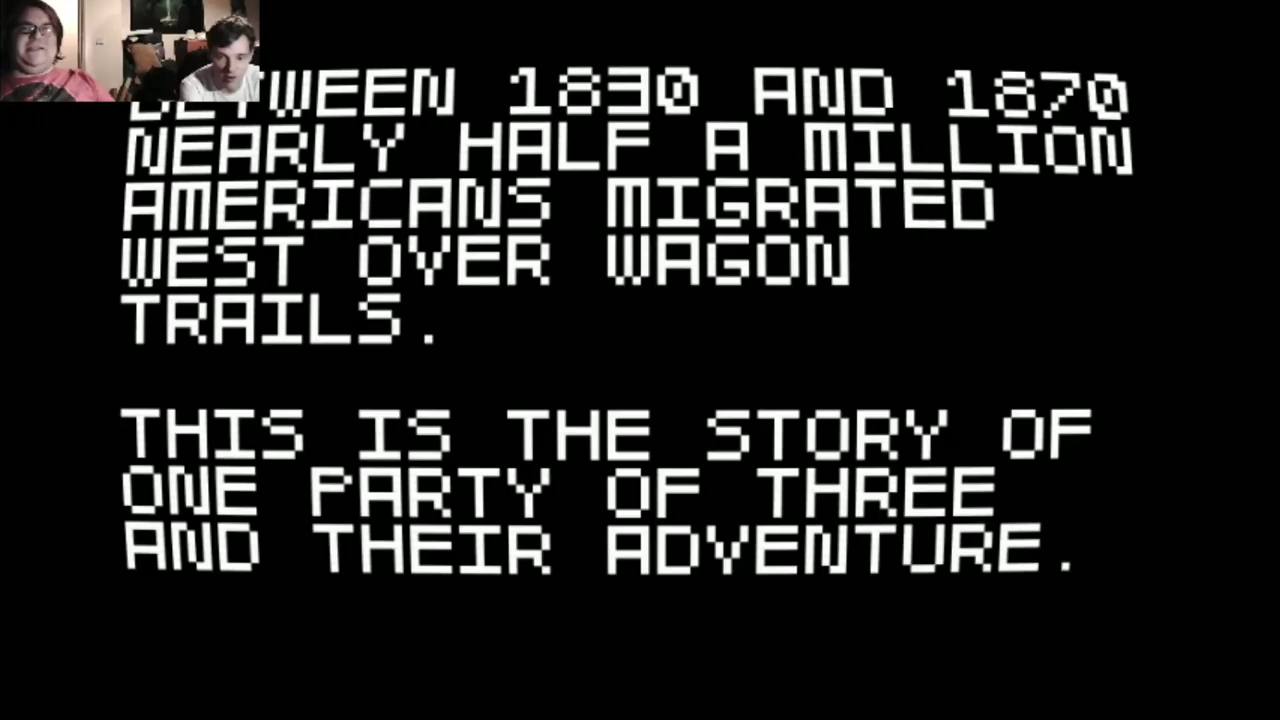 BETWEEN 1830 AND 1870
NEARLY HALF A MILLION
AMERICANS MIGRATED
WEST OVER WAGON
TRAILS.
THIS IS THE STORY OF
ONE PARTY OF THREE
AND THEIR ADVENTURE.